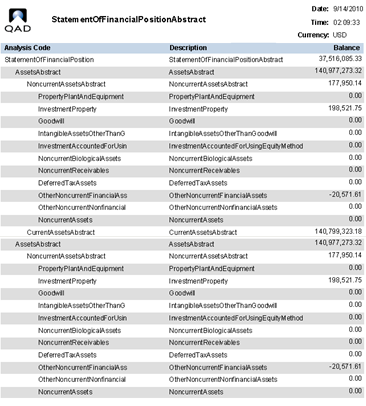 QAD
StatementOfFinancialPositionAbstract
Date: 9/14/2010
Time: 02:09:33
Currency: USD
Analysis Code Description Balance
StatementOfFinancialPosition StatementOfFinancialPositionAbstract 37,516,085.33
AssetsAbstract AssetsAbstract 140,977,273.32
NoncurrentAssetsAbstract NoncurrentAssetsAbstract 177,950.14
PropertyPlantAndEquipment PropertyPlantAndEquipment 0.00
InvestmentProperty InvestmentProperty 198,521.75
Goodwill Goodwill 0.00
IntangibleAssetsOtherThanG IntangibleAssetsOtherThanGoodwill 0.00
InvestmentAccountedForUsin InvestmentAccountedForUsingEquityMethod 0.00
NoncurrentBiologicalAssets NoncurrentBiologicalAssets 0.00
NoncurrentReceivables NoncurrentReceivables 0.00
DeferredTaxAssets DeferredTaxAssets 0.00
OtherNoncurrentFinancialAss OtherNoncurrentFinancialAssets -20,571.61
OtherNoncurrentNonfinancial OtherNoncurrentNonfinancialAssets 0.00
NoncurrentAssets NoncurrentAssets 0.00
CurrentAssetsAbstract CurrentAssetsAbstract 140,799,323.18
AssetsAbstract AssetsAbstract 140,977,273.32
NoncurrentAssetsAbstract NoncurrentAssetsAbstract 177,950.14
PropertyPlantAndEquipment PropertyPlantAndEquipment 0.00
InvestmentProperty InvestmentProperty 198,521.75
Goodwill Goodwill 0.00
IntangibleAssetsOtherThanG IntangibleAssetsOtherThanGoodwill 0.00
InvestmentAccountedForUsin InvestmentAccountedForUsingEquityMethod 0.00
NoncurrentBiologicalAssets NoncurrentBiologicalAssets 0.00
NoncurrentReceivables NoncurrentReceivables 0.00
DeferredTaxAssets DeferredTaxAssets 0.00
OtherNoncurrentFinancialAss OtherNoncurrentFinancialAssets -20,571.61
OtherNoncurrentNonfinancial OtherNoncurrentNonfinancialAssets 0.00
NoncurrentAssets NoncurrentAssets 0.00